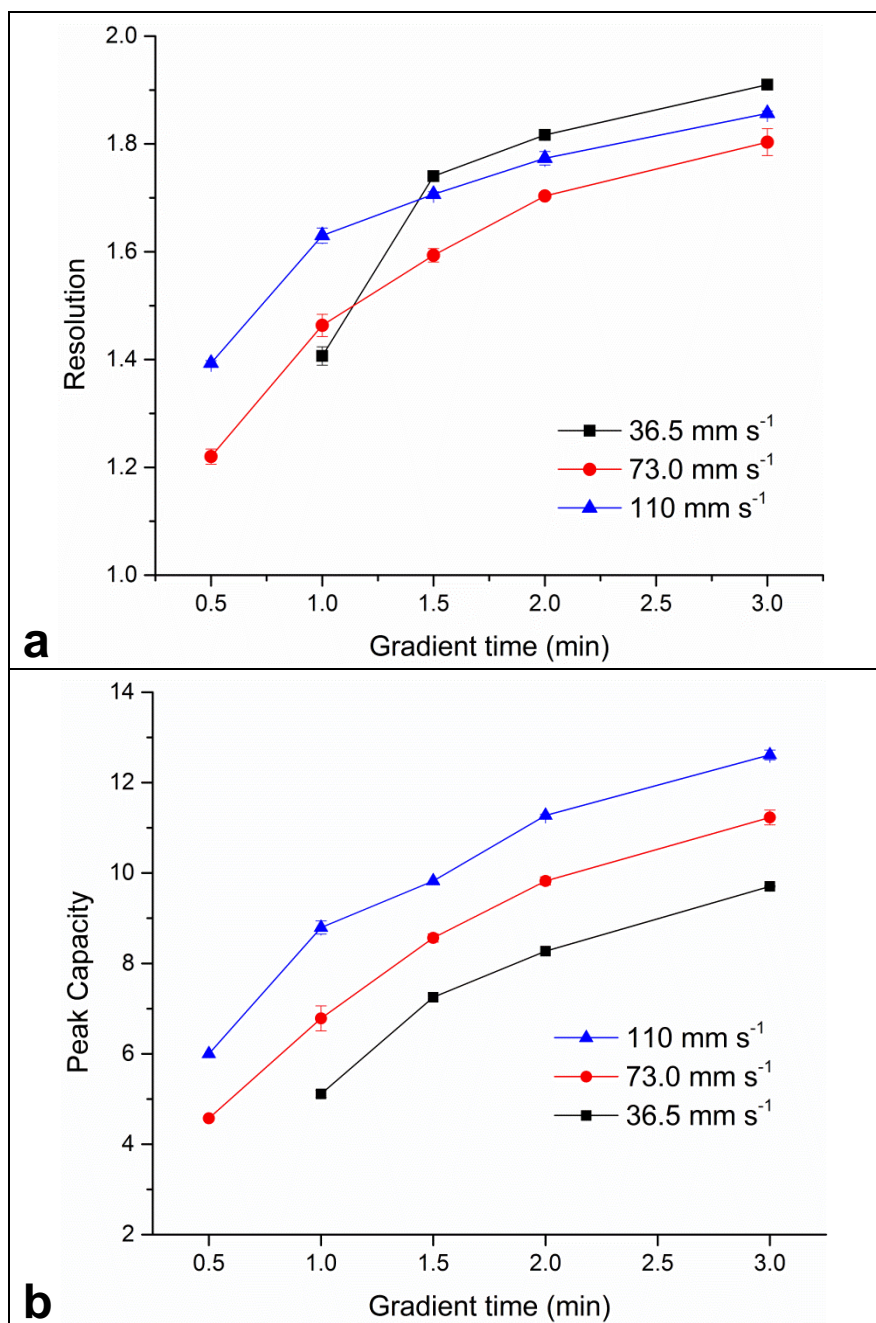 2.0
1.8
1.6
1.4
1.2
1.0
Resolution
36.5 mm s⁻¹
73.0 mm s⁻¹
110 mm s⁻¹
0.5 1.0 1.5 2.0 2.5 3.0
Gradient time (min)
a
14
12
10
8
6
4
2
Peak Capacity
110 mm s⁻¹
73.0 mm s⁻¹
36.5 mm s⁻¹
0.5 1.0 1.5 2.0 2.5 3.0
Gradient time (min)
b